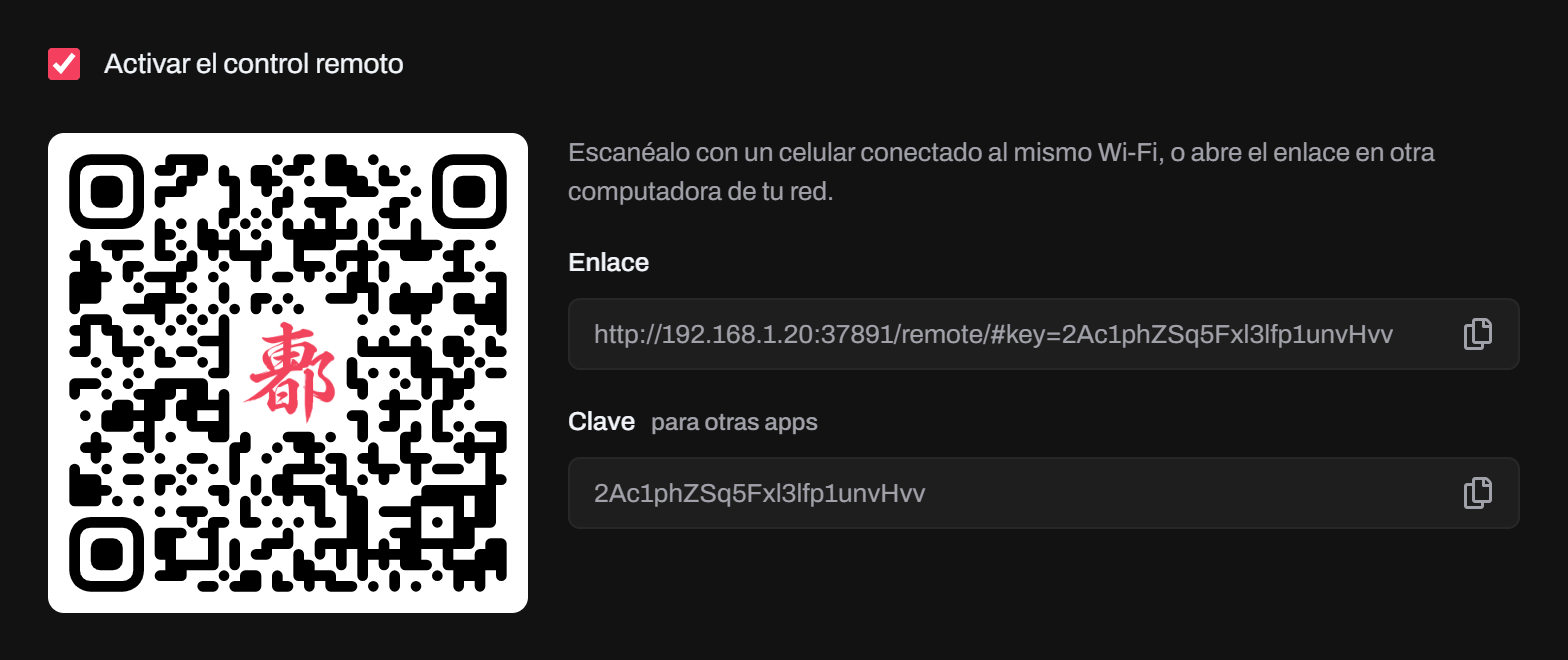 Activar el control remoto
Escanéalo con un celular conectado al mismo Wi-Fi, o abre el enlace en otra
computadora de tu red.
Enlace
http://192.168.1.20:37891/remote/#key=2Ac1phZSq5Fxl3lfp1unvHvv
Clave para otras apps
2Ac1phZSq5Fxl3lfp1unvHvv